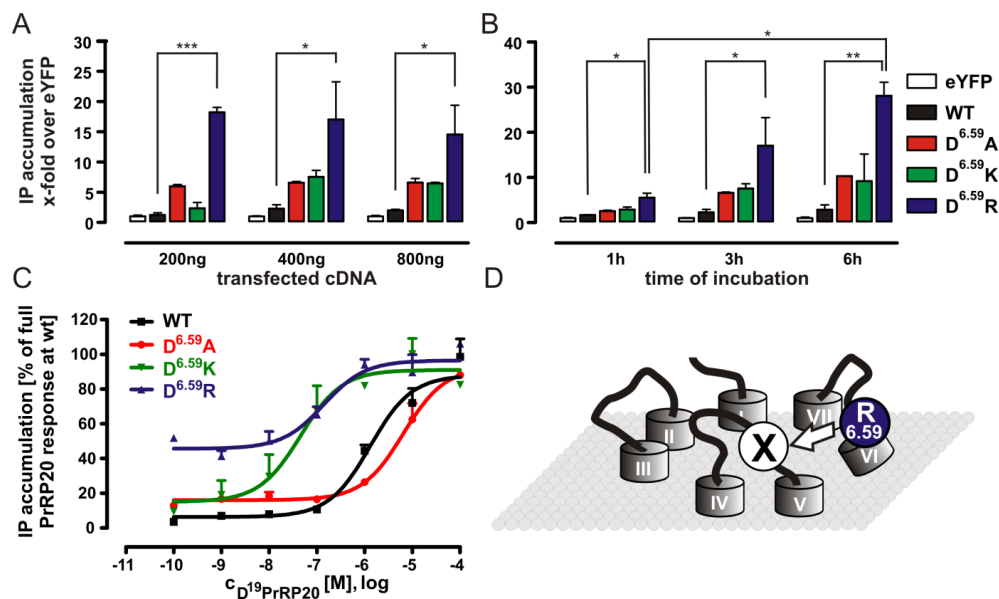 A
IP accumulation
x-fold over eYFP
30
25
20
15
10
5
0
***
*
*
200ng
400ng
800ng
transfected cDNA
B
40
30
20
10
0
*
*
*
**
1h
3h
6h
time of incubation
eYFP
WT
D6.59A
D6.59K
D6.59R
C
IP accumulation [% of full
PrRP20 response at wt]
120
100
80
60
40
20
0
WT
D6.59A
D6.59K
D6.59R
-11
-10
-9
-8
-7
-6
-5
-4
cD19PrRP20 [M], log
D
I
II
III
IV
V
VI
VII
X
R
6.59